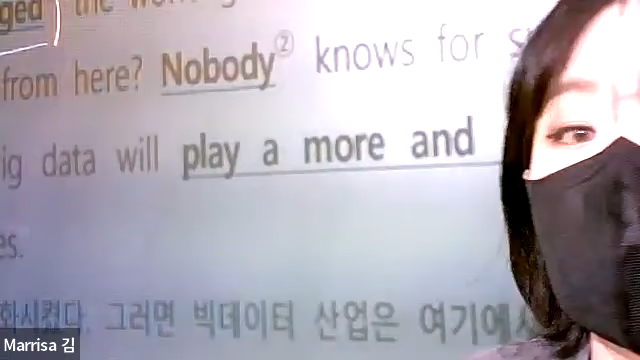 ged the
from here? Nobody② knows for
ig data will play a more and
es.
화시켰다. 그러면 빅데이터 산업은 여기에서
Marrisa 김